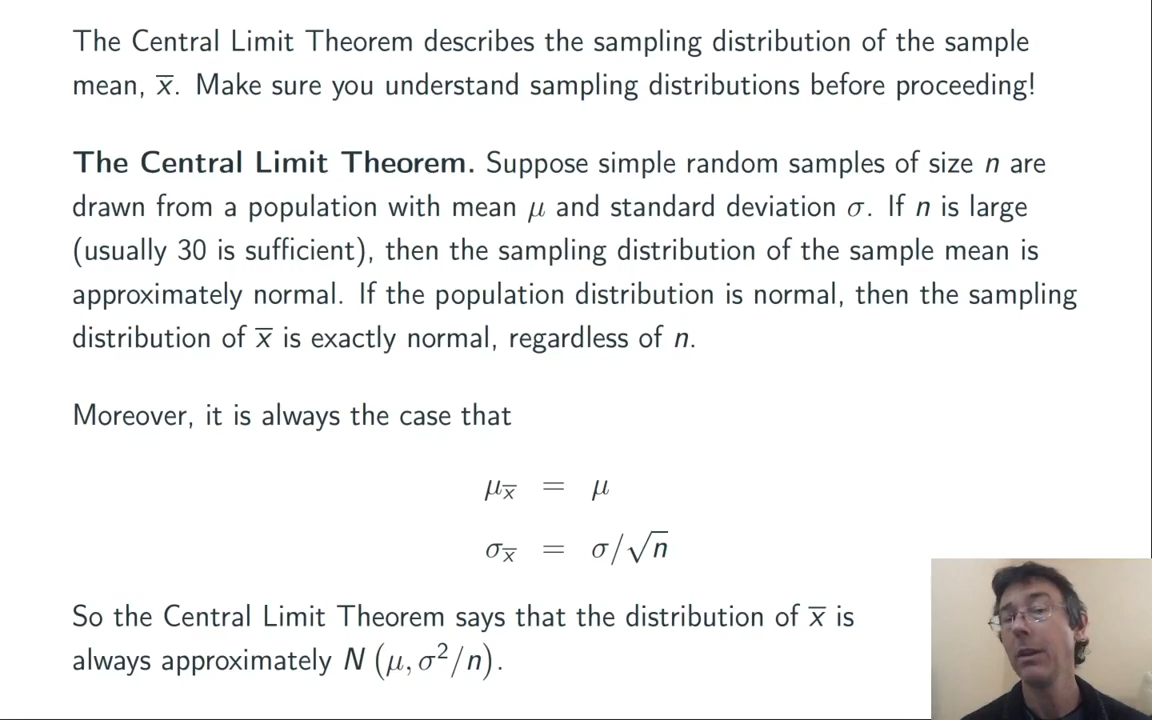 The Central Limit Theorem describes the sampling distribution of the sample
mean, x̅. Make sure you understand sampling distributions before proceeding!
The Central Limit Theorem. Suppose simple random samples of size n are
drawn from a population with mean μ and standard deviation σ. If n is large
(usually 30 is sufficient), then the sampling distribution of the sample mean is
approximately normal. If the population distribution is normal, then the sampling
distribution of x̅ is exactly normal, regardless of n.
Moreover, it is always the case that
μ_x̅ = μ
σ_x̅ = σ/√n
So the Central Limit Theorem says that the distribution of x̅ is
always approximately N (μ, σ²/n).